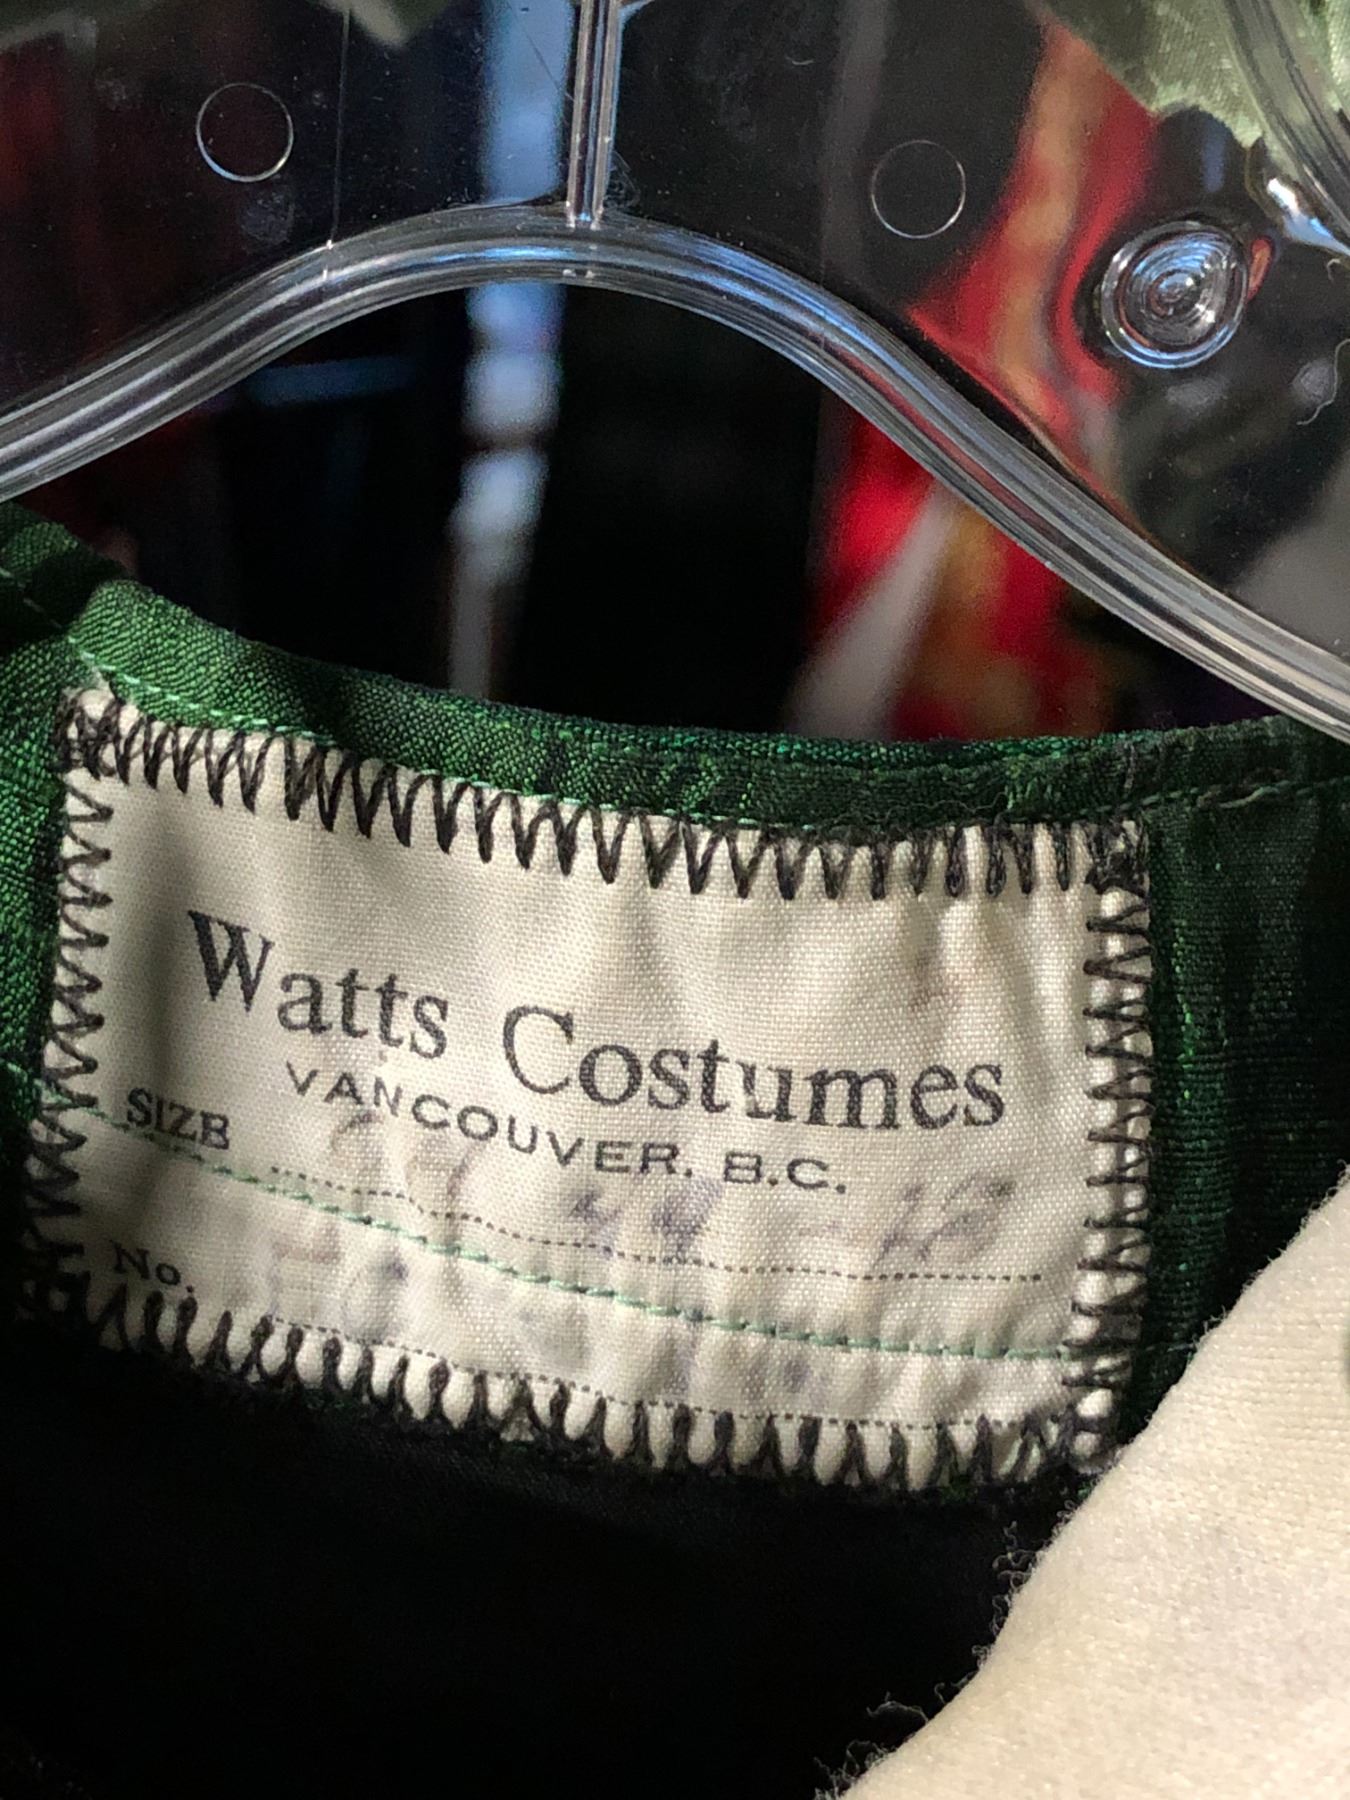 Watts Costumes
VANCOUVER, B.C.
SIZE
No.